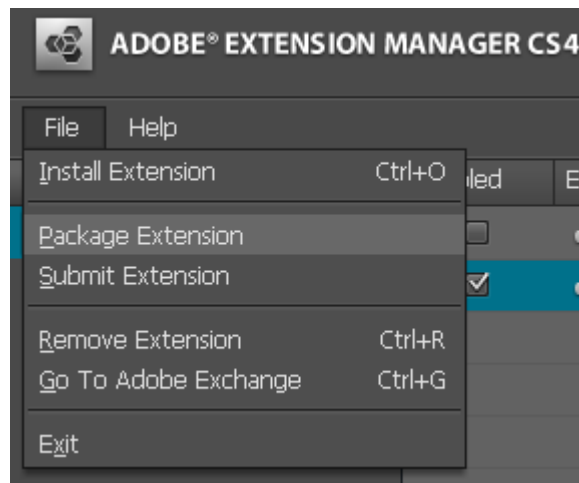 ADOBE® EXTENSION MANAGER CS4
File Help
Install Extension Ctrl+O
Package Extension
Submit Extension
Remove Extension Ctrl+R
Go To Adobe Exchange Ctrl+G
Exit